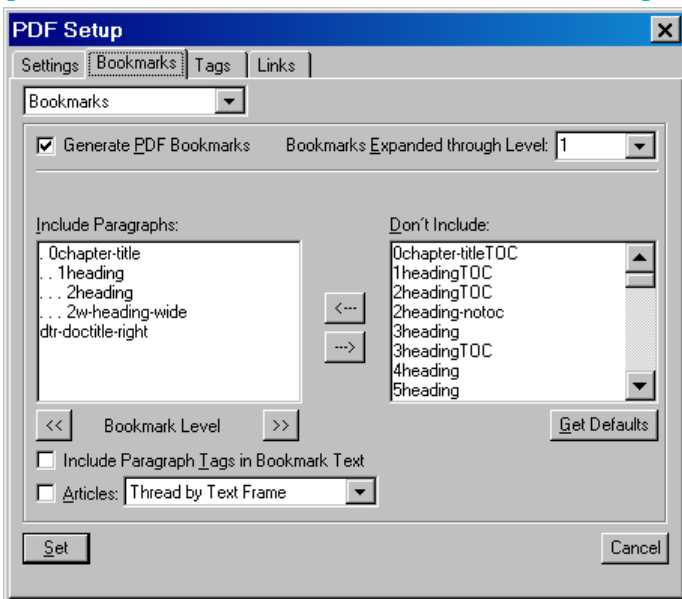 PDF Setup
Settings Bookmarks Tags Links
Bookmarks
Generate PDF Bookmarks Bookmarks Expanded through Level: 1
Include Paragraphs: Don't Include:
. 0chapter-title
. . 1heading
. . . 2heading
. . . 2w-heading-wide
dtr-doctitle-right
<---
--->
0chapter-titleTOC
1headingTOC
2headingTOC
2heading-notoc
3heading
3headingTOC
4heading
5heading
<< Bookmark Level >> Get Defaults
Include Paragraph Tags in Bookmark Text
Articles: Thread by Text Frame
Set Cancel